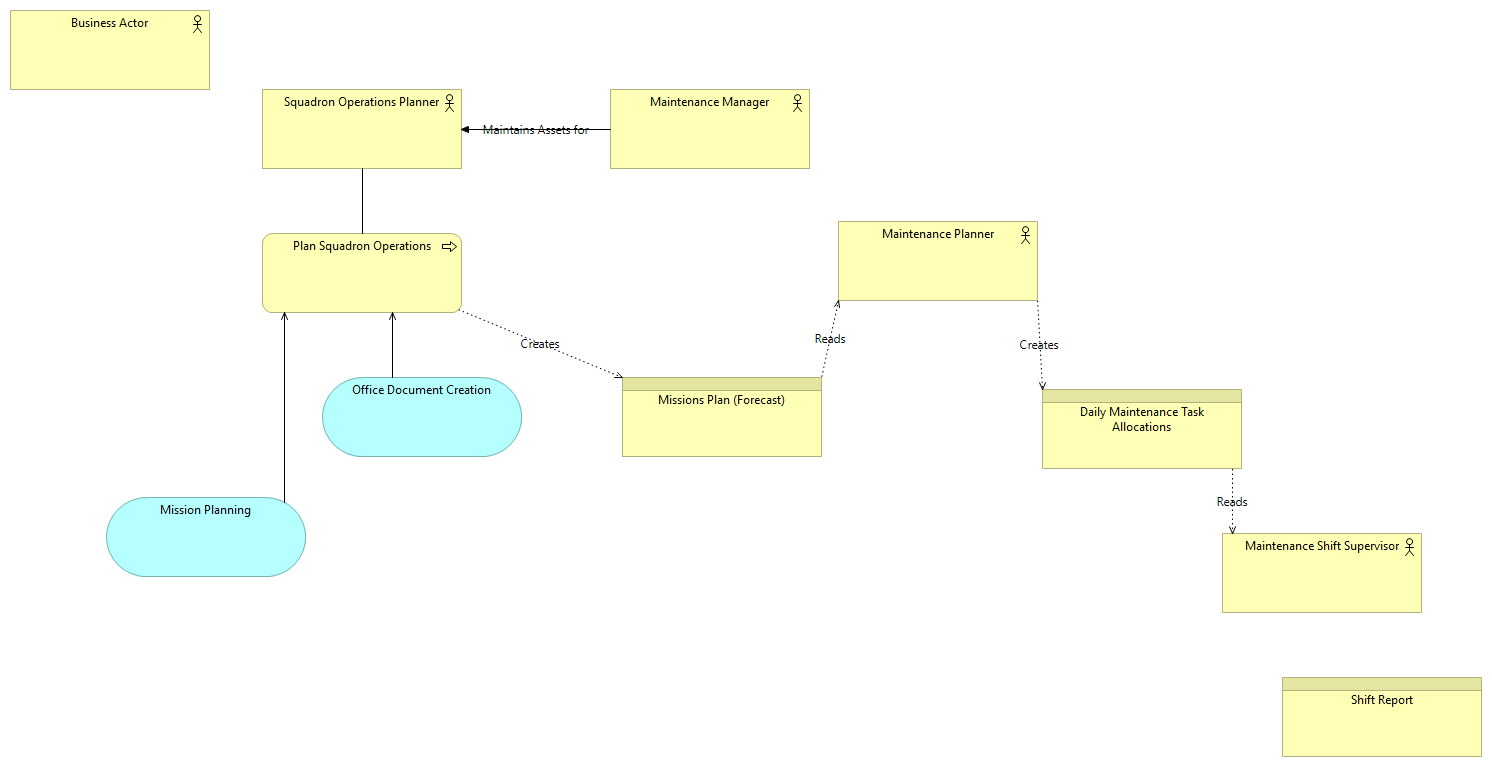 Business Actor
Squadron Operations Planner
Maintains Assets for
Maintenance Manager
Plan Squadron Operations
Maintenance Planner
Creates
Reads
Creates
Office Document Creation
Missions Plan (Forecast)
Daily Maintenance Task
Allocations
Mission Planning
Reads
Maintenance Shift Supervisor
Shift Report